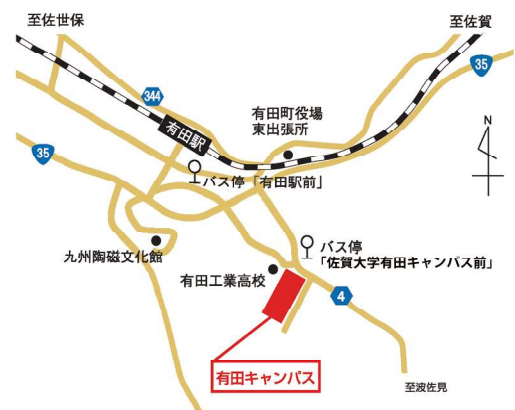 至佐世保
至佐賀
35
344
有田駅
有田町役場
東出張所
N
35
バス停「有田駅前」
バス停
「佐賀大学有田キャンパス前」
九州陶磁文化館
有田工業高校
4
有田キャンパス
至波佐見